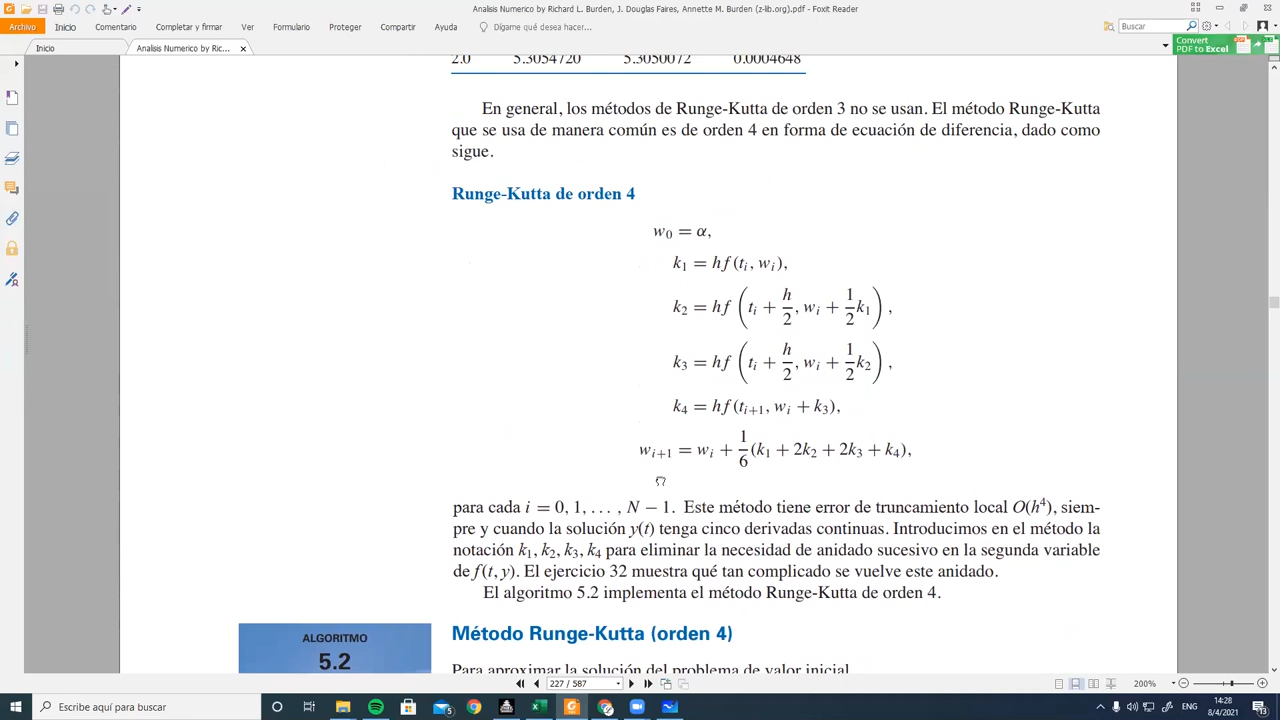 Analisis Numerico by Richard L. Burden, J. Douglas Faires, Annette M. Burden (z-lib.org).pdf - Foxit Reader
Archivo Inicio Comentario Completar y firmar Ver Formulario Proteger Compartir Ayuda Dígame qué desea hacer... Buscar
Inicio Analisis Numerico by Ric...
Convert
PDF to Excel
2.0 5.3054720 5.3050072 0.0004648
En general, los métodos de Runge-Kutta de orden 3 no se usan. El método Runge-Kutta
que se usa de manera común es de orden 4 en forma de ecuación de diferencia, dado como
sigue.
Runge-Kutta de orden 4
w₀ = α,
k₁ = hf(tᵢ, wᵢ),
k₂ = hf(tᵢ + h/2, wᵢ + 1/2 k₁),
k₃ = hf(tᵢ + h/2, wᵢ + 1/2 k₂),
k₄ = hf(tᵢ₊₁, wᵢ + k₃),
wᵢ₊₁ = wᵢ + 1/6 (k₁ + 2k₂ + 2k₃ + k₄),
para cada i = 0, 1, . . . , N − 1. Este método tiene error de truncamiento local O(h⁴), siem-
pre y cuando la solución y(t) tenga cinco derivadas continuas. Introducimos en el método la
notación k₁, k₂, k₃, k₄ para eliminar la necesidad de anidado sucesivo en la segunda variable
de f(t, y). El ejercicio 32 muestra qué tan complicado se vuelve este anidado.
El algoritmo 5.2 implementa el método Runge-Kutta de orden 4.
ALGORITMO
5.2
Método Runge-Kutta (orden 4)
Para aproximar la solución del problema de valor inicial
227 / 587 200%
Escribe aquí para buscar
14:28
8/4/2021